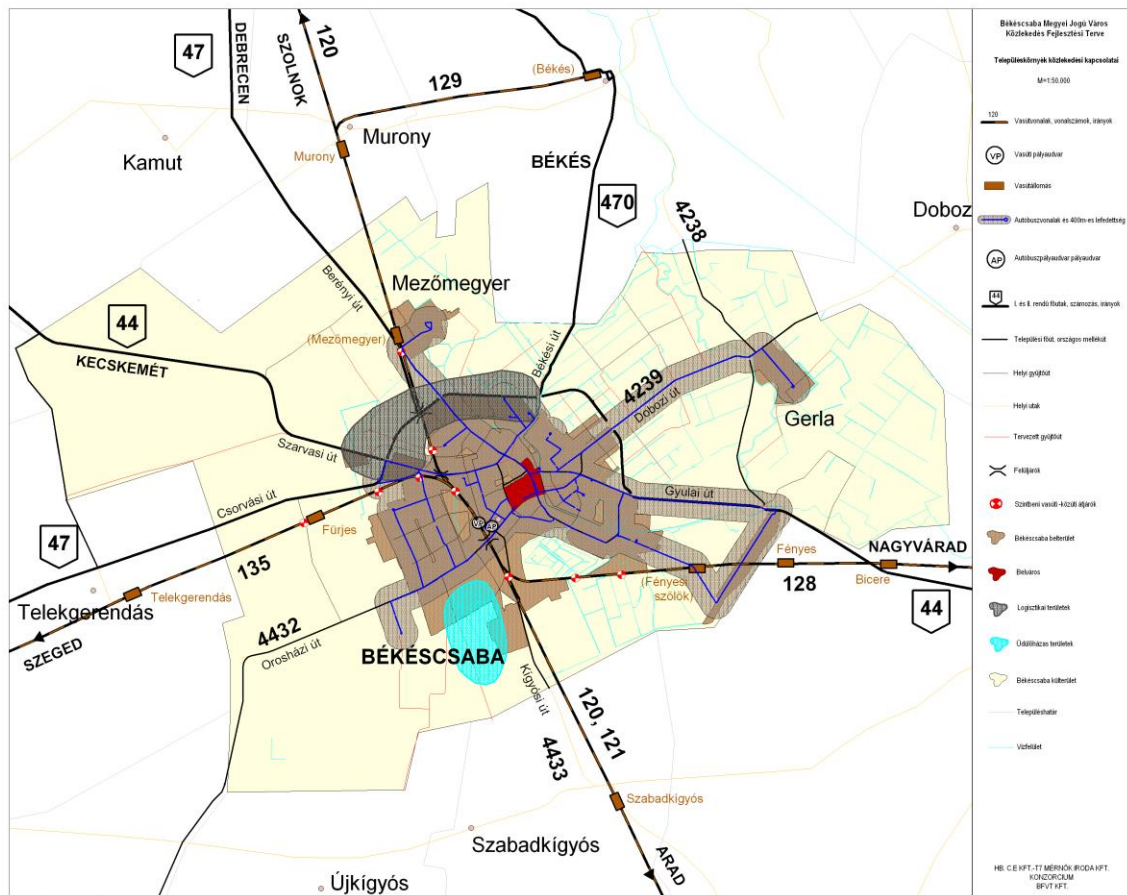 47
DEBRECEN
120
SZOLNOK
129
(Békés)
Murony
Murony
Kamut
BÉKÉS
470
4238
Doboz
Mezőmegyer
Berényi út
44
KECSKEMÉT
(Mezőmegyer)
Békési út
4239
Dobozi út
Gerla
Szarvasi út
Csorvási út
Gyulai út
47
Fürjes
135
VP
AP
Telekgerendás
Telekgerendás
SZEGED
4432
Orosházi út
BÉKÉSCSABA
(Fényesi
szőlők)
Fényes
128
NAGYVÁRAD
Bicere
44
Kígyósi út
4433
120, 121
Szabadkígyós
Szabadkígyós
ARAD
Újkígyós
Békéscsaba Megyei Jogú Város
Közlekedés Fejlesztési Terve
Településkörnyék közlekedési kapcsolatai
M=1:50.000
120
Vasútvonalak, vonalszámok, irányok
VP
Vasúti pályaudvar
Vasútállomás
Autóbuszvonalak és 400m-es lefedettség
AP
Autóbuszpályaudvar pályaudvar
44
I. és II. rendű főutak, számozás, irányok
Települési főút, országos mellékút
Helyi gyűjtőút
Helyi utak
Tervezett gyűjtőút
Felüljárók
Szintbeni vasúti-közúti átjárók
Békéscsaba belterület
Belváros
Logisztikai területek
Üdülőházas területek
Békéscsaba külterület
Településhatár
Vízfelület
HB. C.E KFT.-T7 MÉRNÖK IRODA KFT.
KONZORCIUM
BFVT KFT.